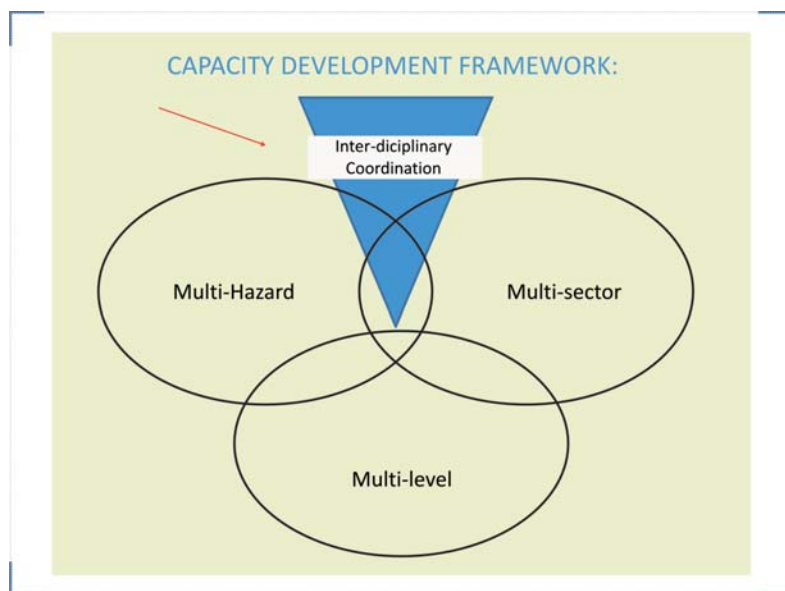 CAPACITY DEVELOPMENT FRAMEWORK:
Inter-diciplinary
Coordination
Multi-Hazard
Multi-sector
Multi-level